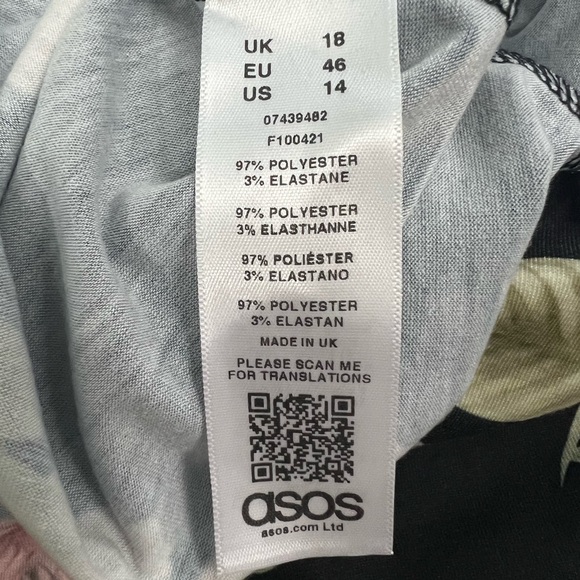 UK 18
EU 46
US 14
07439482
F100421
97% POLYESTER
3% ELASTANE
97% POLYESTER
3% ELASTHANNE
97% POLIÉSTER
3% ELASTANO
97% POLYESTER
3% ELASTAN
MADE IN UK
PLEASE SCAN ME
FOR TRANSLATIONS
asos
asos.com Ltd